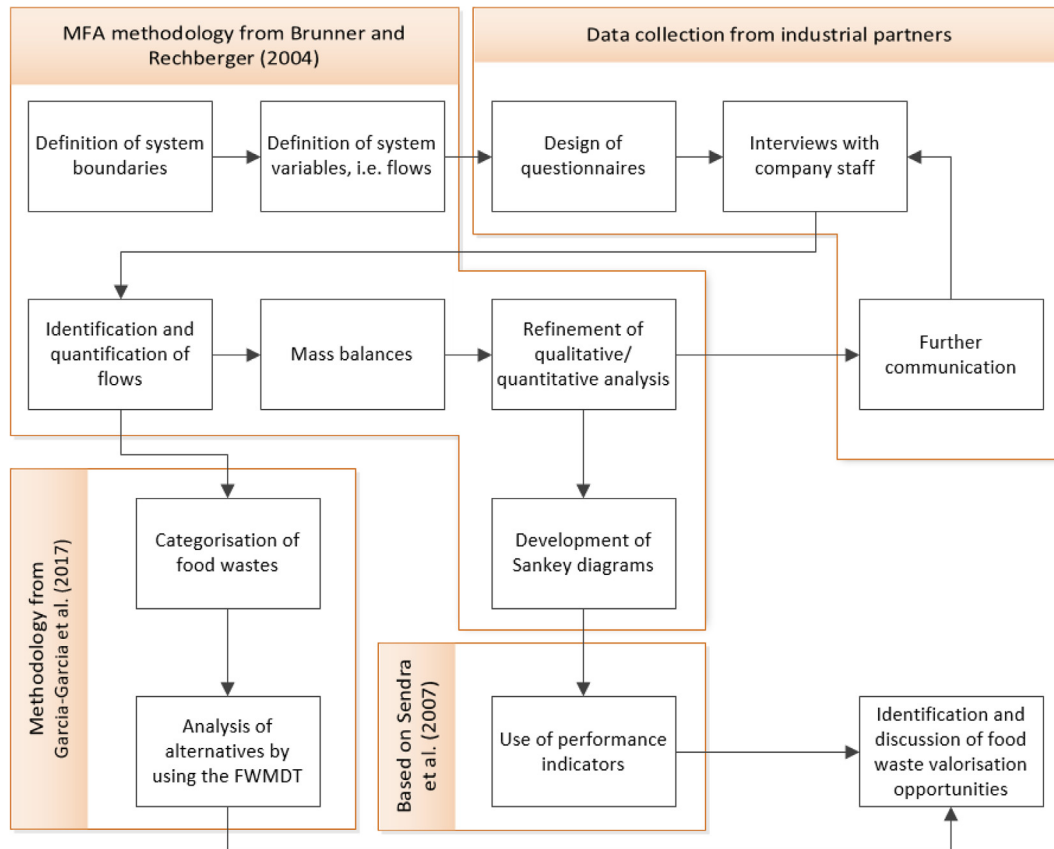 MFA methodology from Brunner and
Rechberger (2004)
Data collection from industrial partners
Definition of system
boundaries
Definition of system
variables, i.e. flows
Design of
questionnaires
Interviews with
company staff
Identification and
quantification of
flows
Mass balances
Refinement of
qualitative/
quantitative analysis
Further
communication
Methodology from
Garcia-Garcia et al. (2017)
Categorisation of
food wastes
Development of
Sankey diagrams
Analysis of
alternatives by
using the FWMDT
Based on Sendra
et al. (2007)
Use of performance
indicators
Identification and
discussion of food
waste valorisation
opportunities